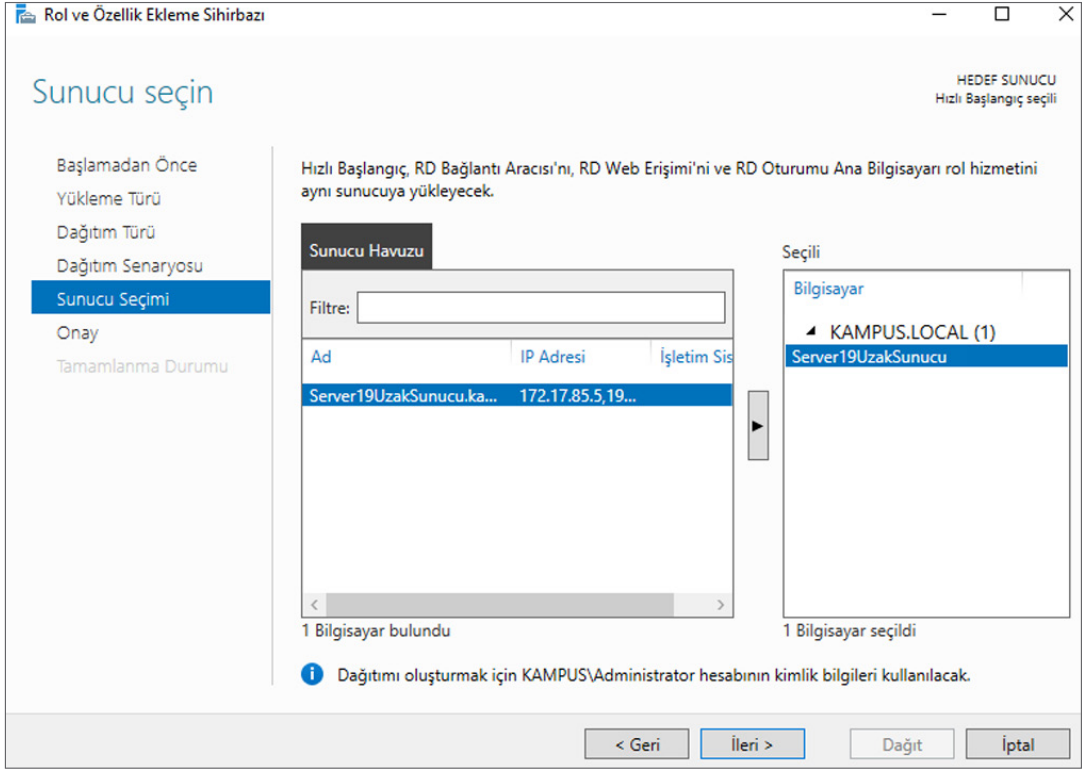 Rol ve Özellik Ekleme Sihirbazı
Sunucu seçin
HEDEF SUNUCU
Hızlı Başlangıç seçili
Başlamadan Önce
Yükleme Türü
Dağıtım Türü
Dağıtım Senaryosu
Sunucu Seçimi
Onay
Tamamlanma Durumu
Hızlı Başlangıç, RD Bağlantı Aracısı'nı, RD Web Erişimi'ni ve RD Oturumu Ana Bilgisayarı rol hizmetini
aynı sunucuya yükleyecek.
Sunucu Havuzu
Filtre:
Ad IP Adresi İşletim Sis
Server19UzakSunucu.ka... 172.17.85.5,19...
1 Bilgisayar bulundu
Seçili
Bilgisayar
KAMPUS.LOCAL (1)
Server19UzakSunucu
1 Bilgisayar seçildi
Dağıtımı oluşturmak için KAMPUS\Administrator hesabının kimlik bilgileri kullanılacak.
< Geri İleri > Dağıt İptal